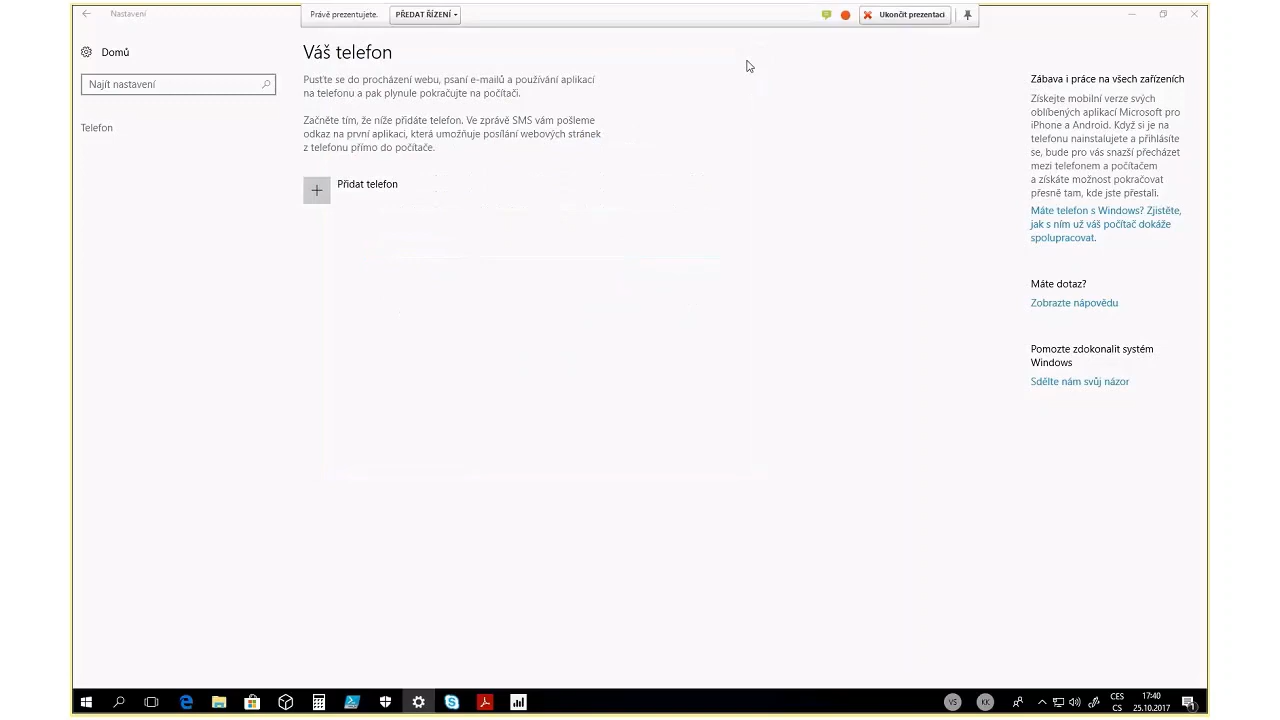 Nastavení
Právě prezentujete.
PŘEDAT ŘÍZENÍ
Ukončit prezentaci
Domů
Najít nastavení
Telefon
Váš telefon
Pusťte se do procházení webu, psaní e-mailů a používání aplikací
na telefonu a pak plynule pokračujte na počítači.
Začněte tím, že níže přidáte telefon. Ve zprávě SMS vám pošleme
odkaz na první aplikaci, která umožňuje posílání webových stránek
z telefonu přímo do počítače.
Přidat telefon
Zábava i práce na všech zařízeních
Získejte mobilní verze svých
oblíbených aplikací Microsoft pro
iPhone a Android. Když si je na
telefonu nainstalujete a přihlásíte
se, bude pro vás snazší přecházet
mezi telefonem a počítačem
a získáte možnost pokračovat
přesně tam, kde jste přestali.
Máte telefon s Windows? Zjistěte,
jak s ním už váš počítač dokáže
spolupracovat.
Máte dotaz?
Zobrazte nápovědu
Pomozte zdokonalit systém
Windows
Sdělte nám svůj názor
VS
KK
CES
CS
17:40
25.10.2017
1